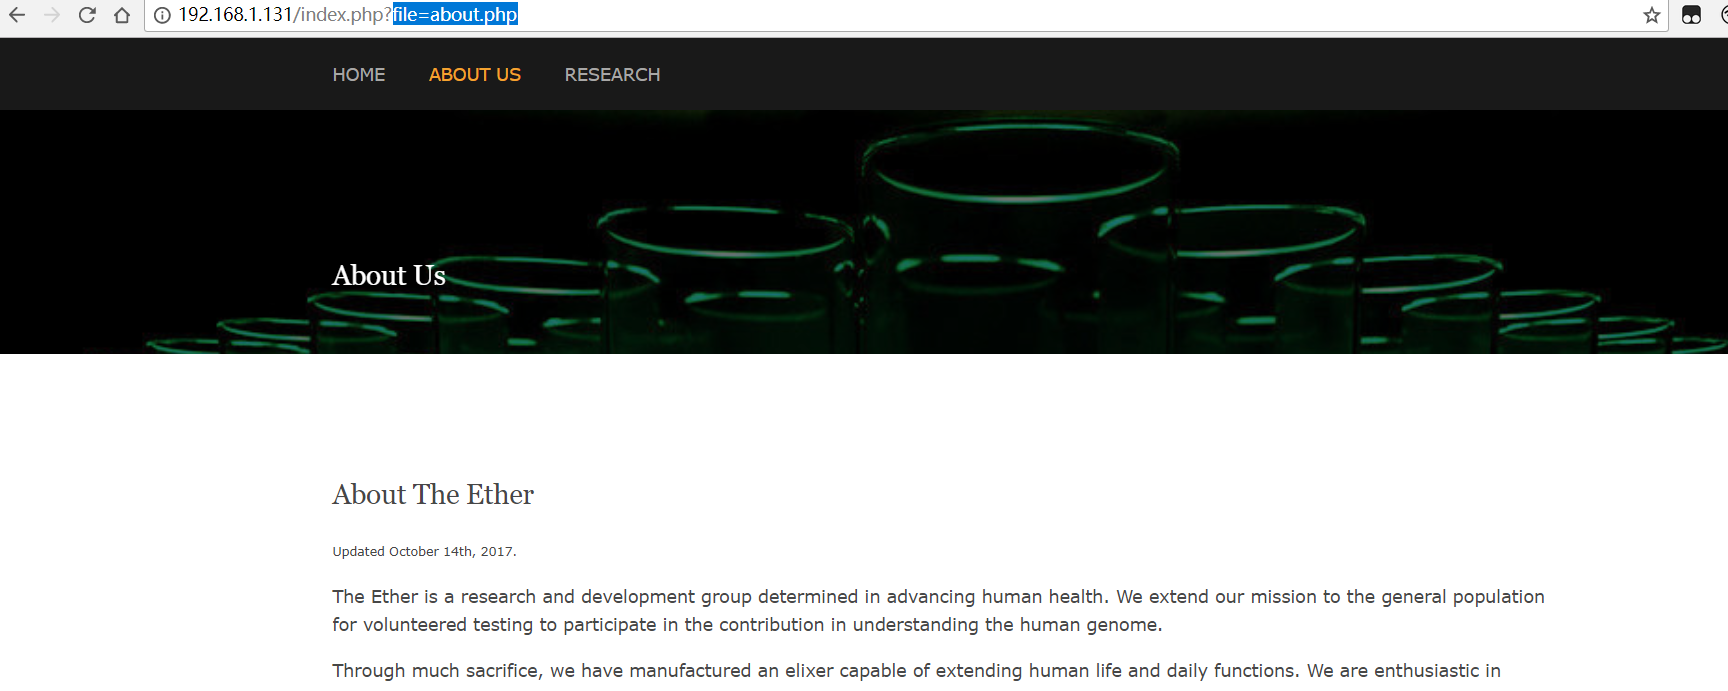 192.168.1.131/index.php?file=about.php
HOME ABOUT US RESEARCH
About Us
About The Ether
Updated October 14th, 2017.
The Ether is a research and development group determined in advancing human health. We extend our mission to the general population
for volunteered testing to participate in the contribution in understanding the human genome.
Through much sacrifice, we have manufactured an elixer capable of extending human life and daily functions. We are enthusiastic in